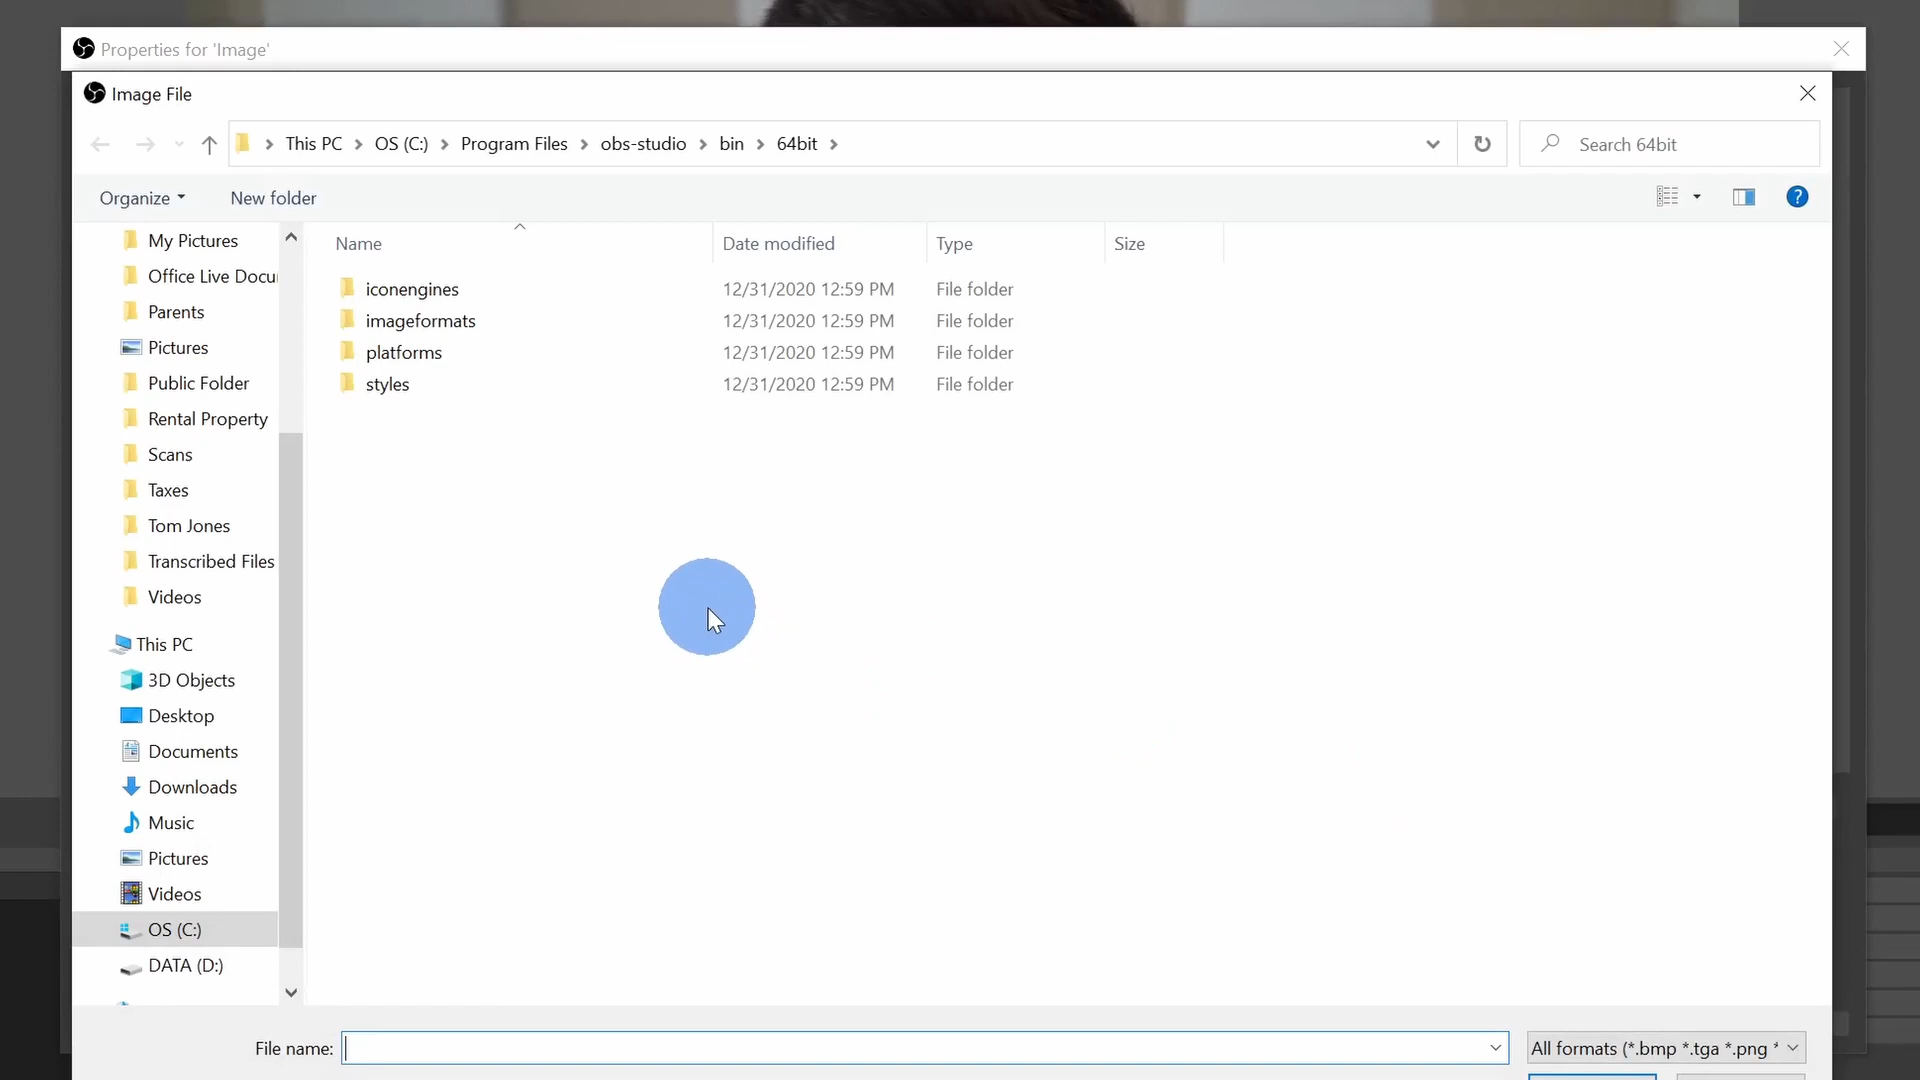 Properties for 'Image'
Image File
This PC OS (C:) Program Files obs-studio bin 64bit
Search 64bit
Organize New folder
?
Name Date modified Type Size
iconengines 12/31/2020 12:59 PM File folder
imageformats 12/31/2020 12:59 PM File folder
platforms 12/31/2020 12:59 PM File folder
styles 12/31/2020 12:59 PM File folder
My Pictures
Office Live Docu
Parents
Pictures
Public Folder
Rental Property
Scans
Taxes
Tom Jones
Transcribed Files
Videos
This PC
3D Objects
Desktop
Documents
Downloads
Music
Pictures
Videos
OS (C:)
DATA (D:)
File name:
All formats (*.bmp *.tga *.png *